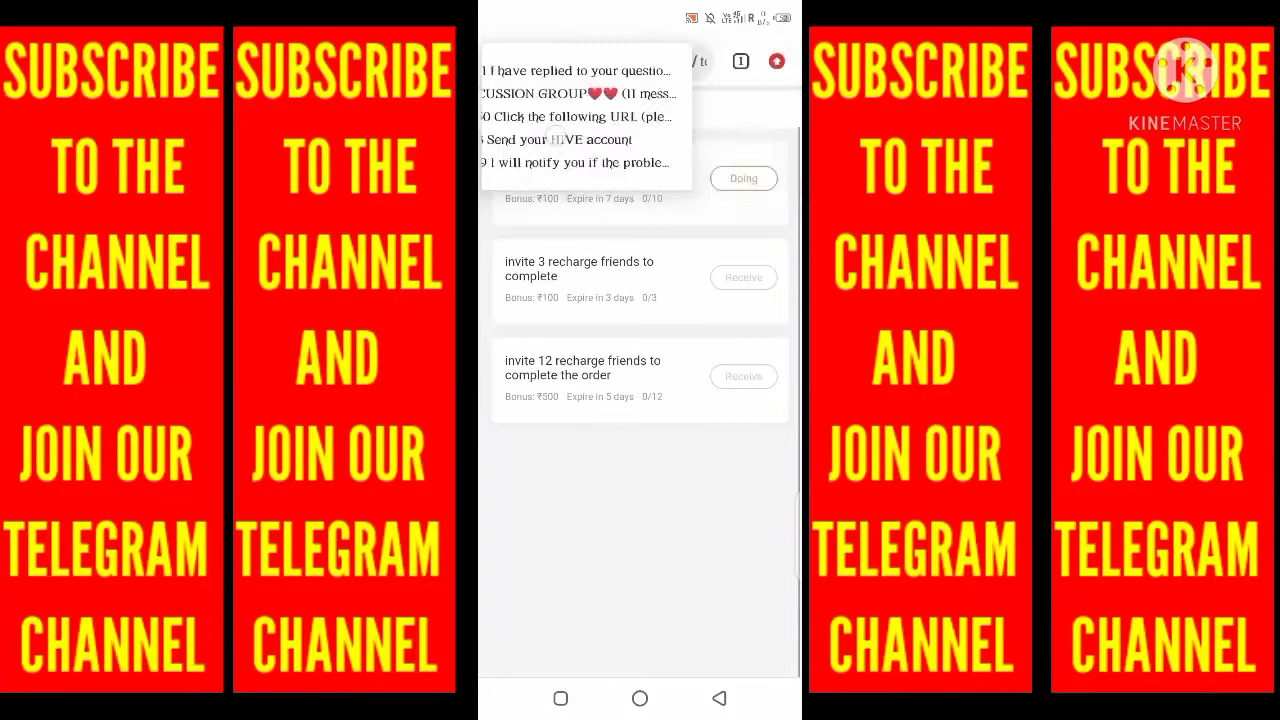 SUBSCRIBE
TO THE
CHANNEL
AND
JOIN OUR
TELEGRAM
CHANNEL
SUBSCRIBE
TO THE
CHANNEL
AND
JOIN OUR
TELEGRAM
CHANNEL
I have replied to your questio...
CUSSION GROUP❤️❤️ (11 mess...
Click the following URL (ple...
Send your HIVE account
I will notify you if the proble...
1
Doing
Bonus: ₹100 Expire in 7 days 0/10
invite 3 recharge friends to
complete
Receive
Bonus: ₹100 Expire in 3 days 0/3
invite 12 recharge friends to
complete the order
Receive
Bonus: ₹500 Expire in 5 days 0/12
SUBSCRIBE
TO THE
CHANNEL
AND
JOIN OUR
TELEGRAM
CHANNEL
SUBSCRIBE
TO THE
CHANNEL
AND
JOIN OUR
TELEGRAM
CHANNEL
KINEMASTER